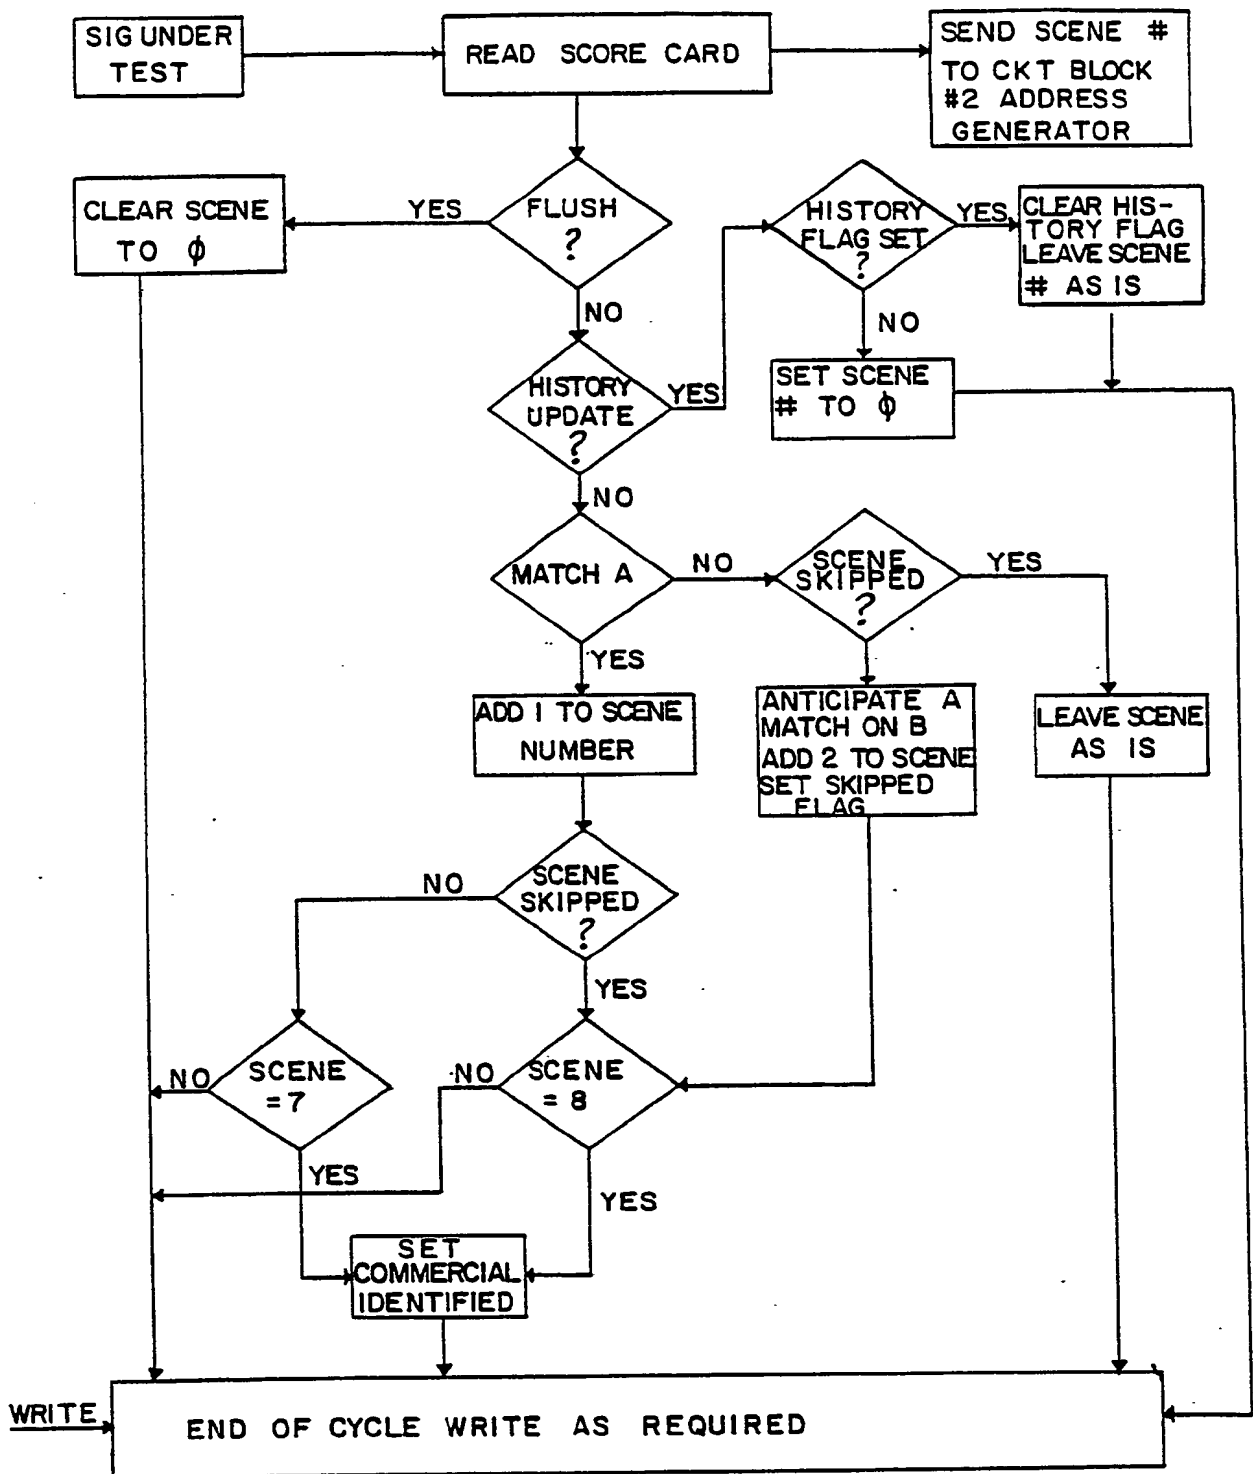 SIG UNDER
TEST
READ SCORE CARD
SEND SCENE #
TO CKT BLOCK
#2 ADDRESS
GENERATOR
CLEAR SCENE
TO ϕ
YES
FLUSH
?
NO
HISTORY
FLAG SET
?
YES
CLEAR HIS-
TORY FLAG
LEAVE SCENE
# AS IS
NO
SET SCENE
# TO ϕ
HISTORY
UPDATE
?
YES
NO
MATCH A
NO
SCENE
SKIPPED
?
YES
YES
ADD 1 TO SCENE
NUMBER
ANTICIPATE A
MATCH ON B
ADD 2 TO SCENE
SET SKIPPED
FLAG
LEAVE SCENE
AS IS
SCENE
SKIPPED
?
NO
YES
SCENE
= 7
NO
YES
SCENE
= 8
NO
YES
SET
COMMERCIAL
IDENTIFIED
WRITE
END OF CYCLE WRITE AS REQUIRED